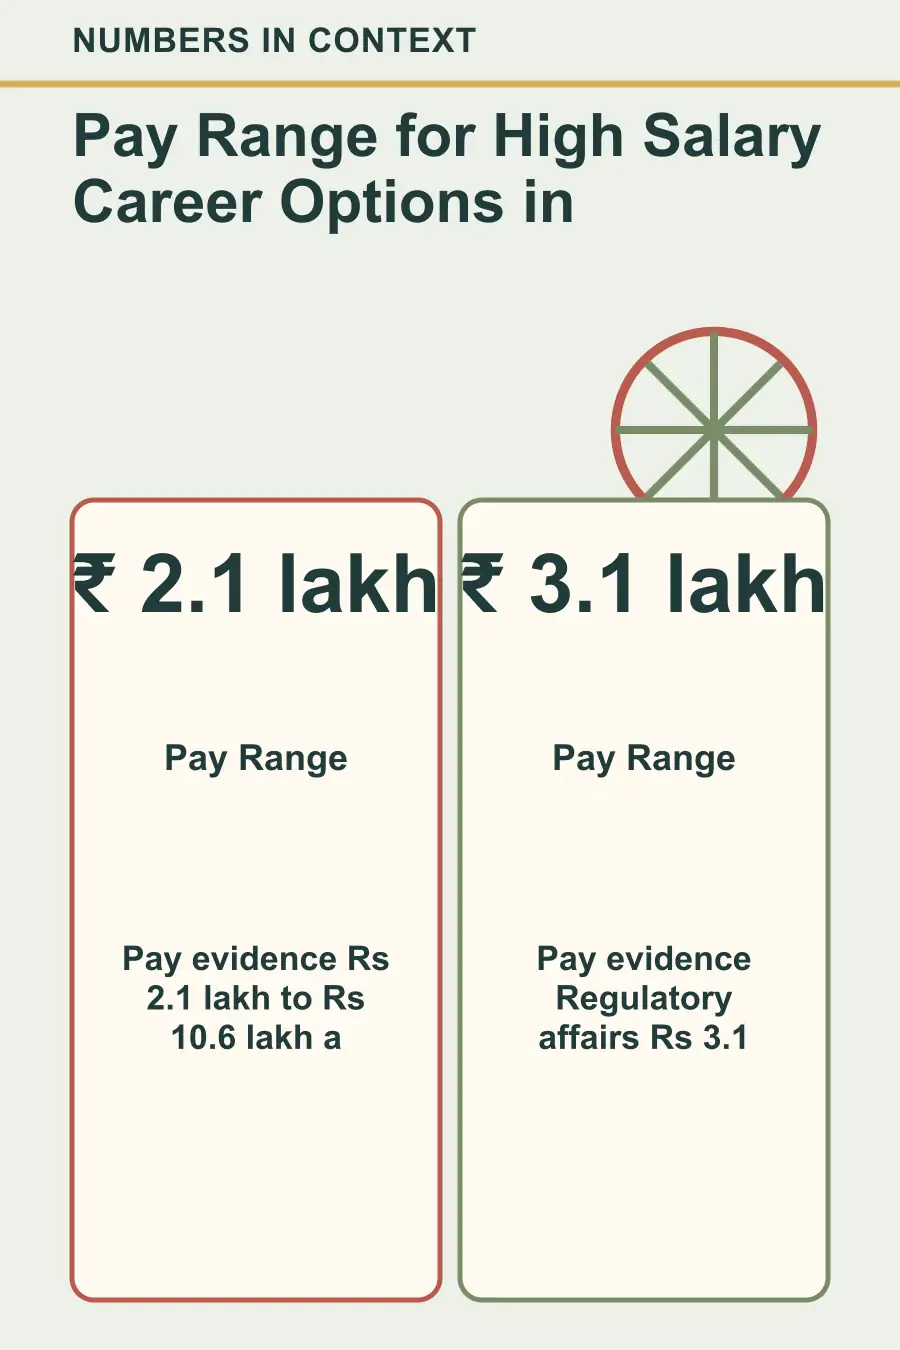 NUMBERS IN CONTEXT
Pay Range for High Salary
Career Options in
₹ 2.1 lakh
Pay Range
Pay evidence Rs
2.1 lakh to Rs
10.6 lakh a
₹ 3.1 lakh
Pay Range
Pay evidence
Regulatory
affairs Rs 3.1